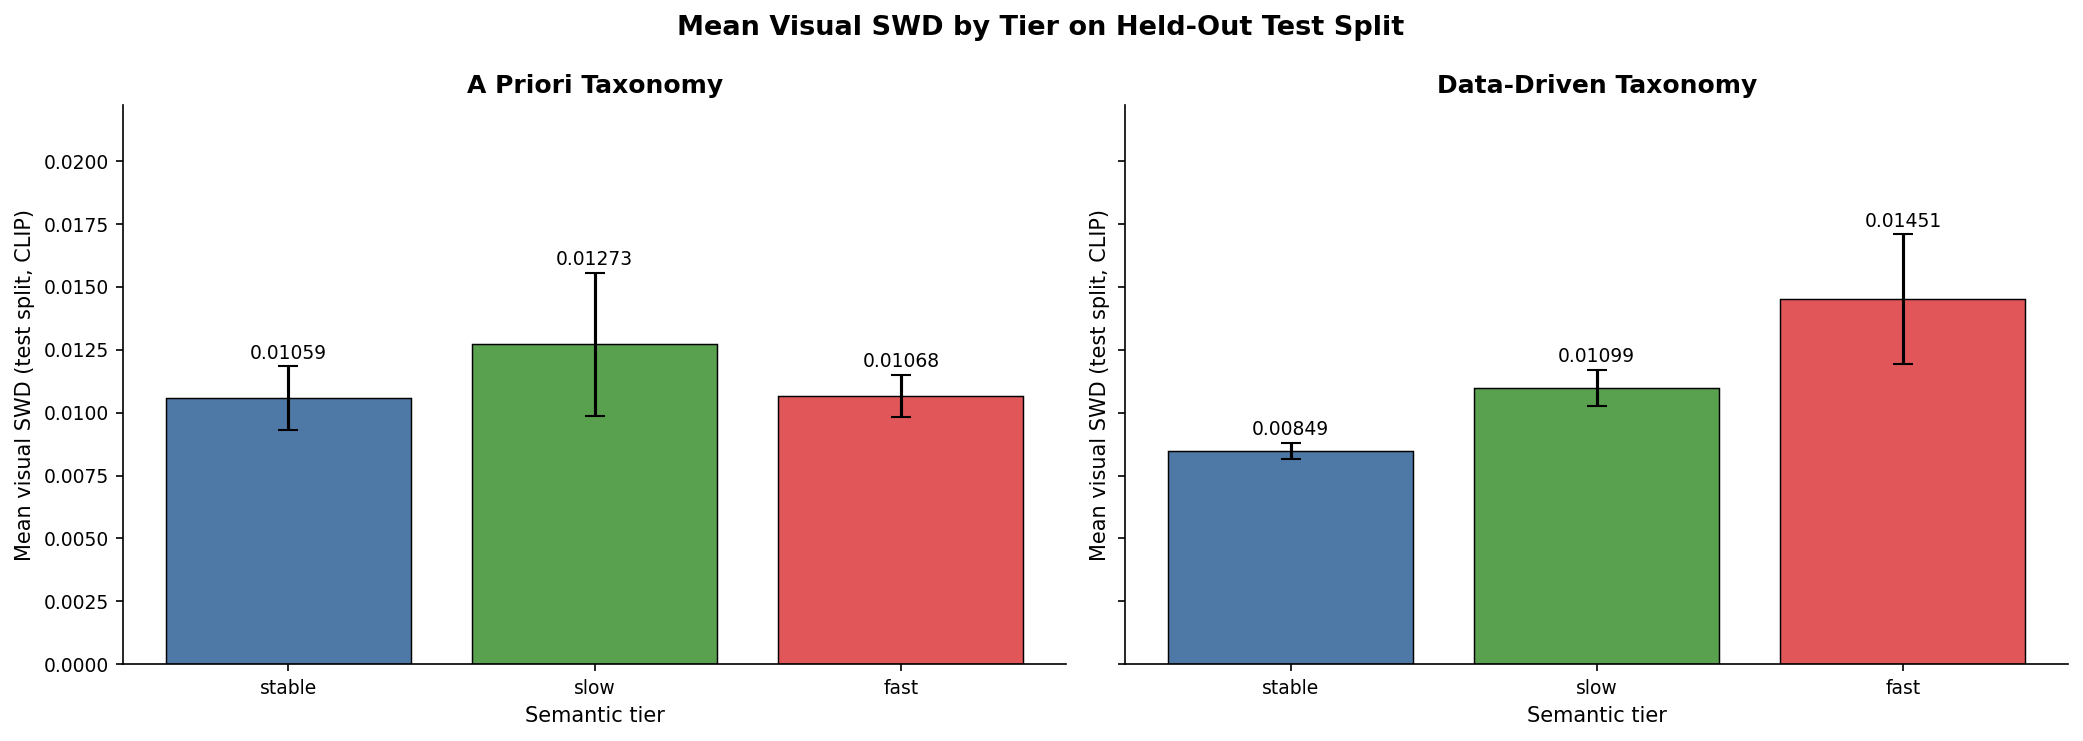 Mean Visual SWD by Tier on Held-Out Test Split
A Priori Taxonomy
Mean visual SWD (test split, CLIP)
0.0200
0.0175
0.0150
0.0125
0.0100
0.0075
0.0050
0.0025
0.0000
0.01059
0.01273
0.01068
stable
slow
fast
Semantic tier
Data-Driven Taxonomy
Mean visual SWD (test split, CLIP)
0.00849
0.01099
0.01451
stable
slow
fast
Semantic tier